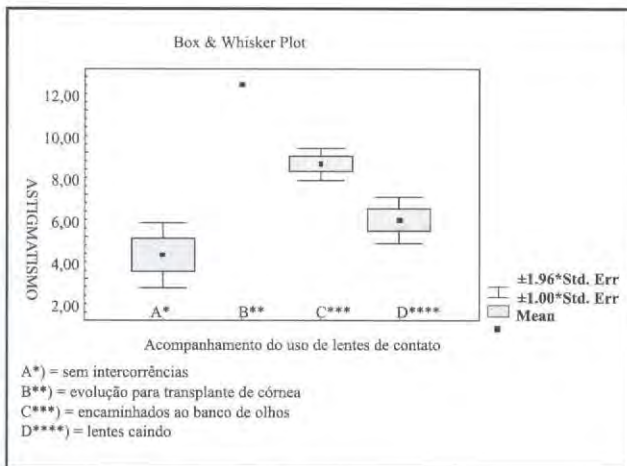 Box & Whisker Plot
ASTIGMATISMO
12,00
10,00
8,00
6,00
4,00
2,00
A*
B**
C***
D****
±1.96*Std. Err
±1.00*Std. Err
Mean
Acompanhamento do uso de lentes de contato
A*) = sem intercorrências
B**) = evolução para transplante de córnea
C***) = encaminhados ao banco de olhos
D****) = lentes caindo